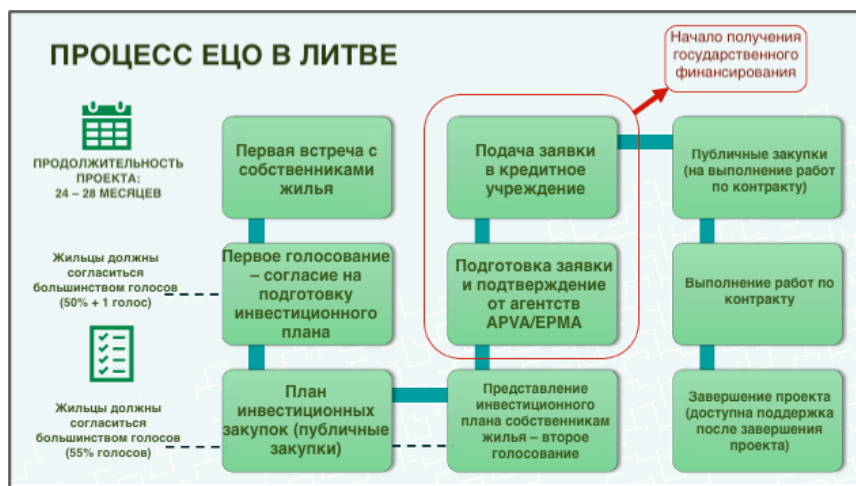 ПРОЦЕСС ЕЦО В ЛИТВЕ
Начало получения
государственного
финансирования
ПРОДОЛЖИТЕЛЬНОСТЬ
ПРОЕКТА:
24 – 28 МЕСЯЦЕВ
Первая встреча с
собственниками
жилья
Подача заявки
в кредитное
учреждение
Публичные закупки
(на выполнение работ
по контракту)
Жильцы должны
согласиться
большинством голосов
(50% + 1 голос)
Первое голосование
– согласие на
подготовку
инвестиционного
плана
Подготовка заявки
и подтверждение
от агентств
APVA/EPMA
Выполнение работ по
контракту
Жильцы должны
согласиться
большинством голосов
(55% голосов)
План
инвестиционных
закупок (публичные
закупки)
Представление
инвестиционного
плана собственникам
жилья – второе
голосование
Завершение проекта
(доступна поддержка
после завершения
проекта)